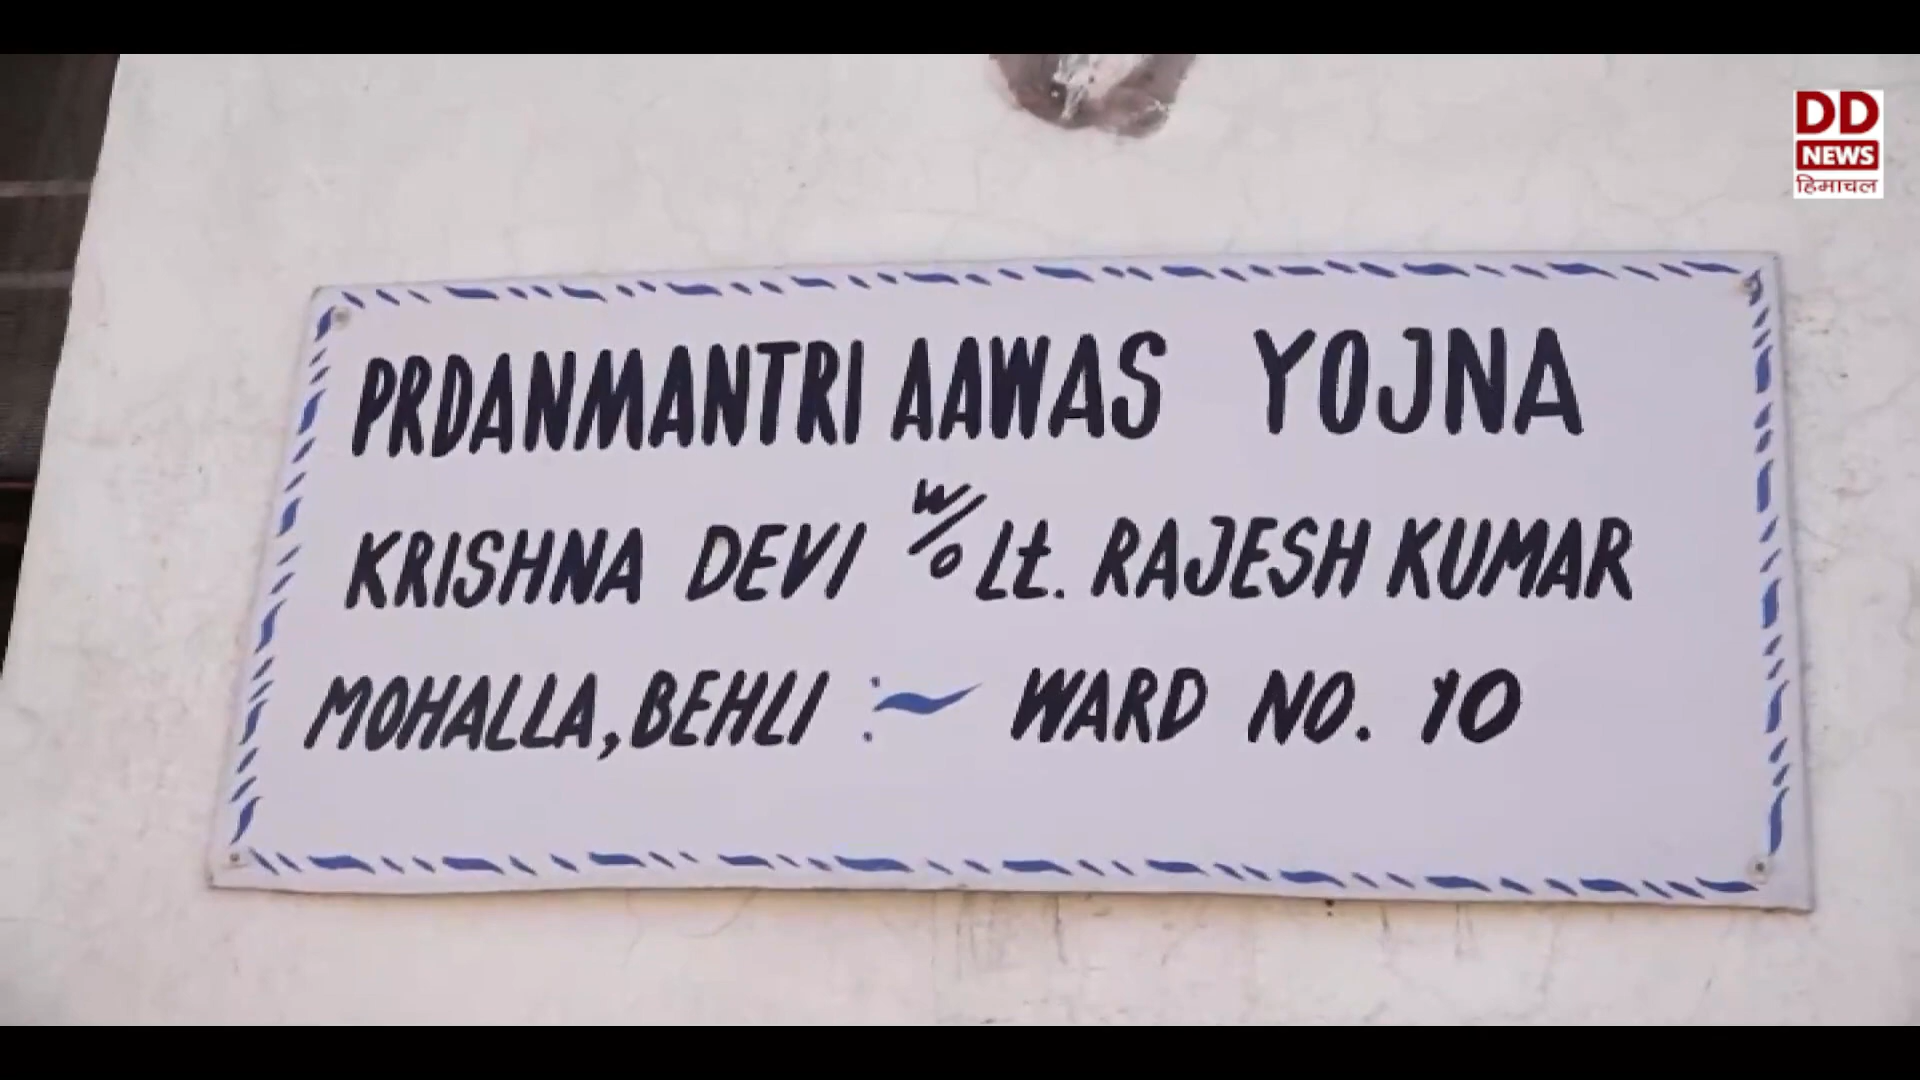 DD
NEWS
हिमाचल
PRDANMANTRI AAWAS YOJNA
KRISHNA DEVI W/O Lt. RAJESH KUMAR
MOHALLA, BEHLI :~ WARD NO. 10